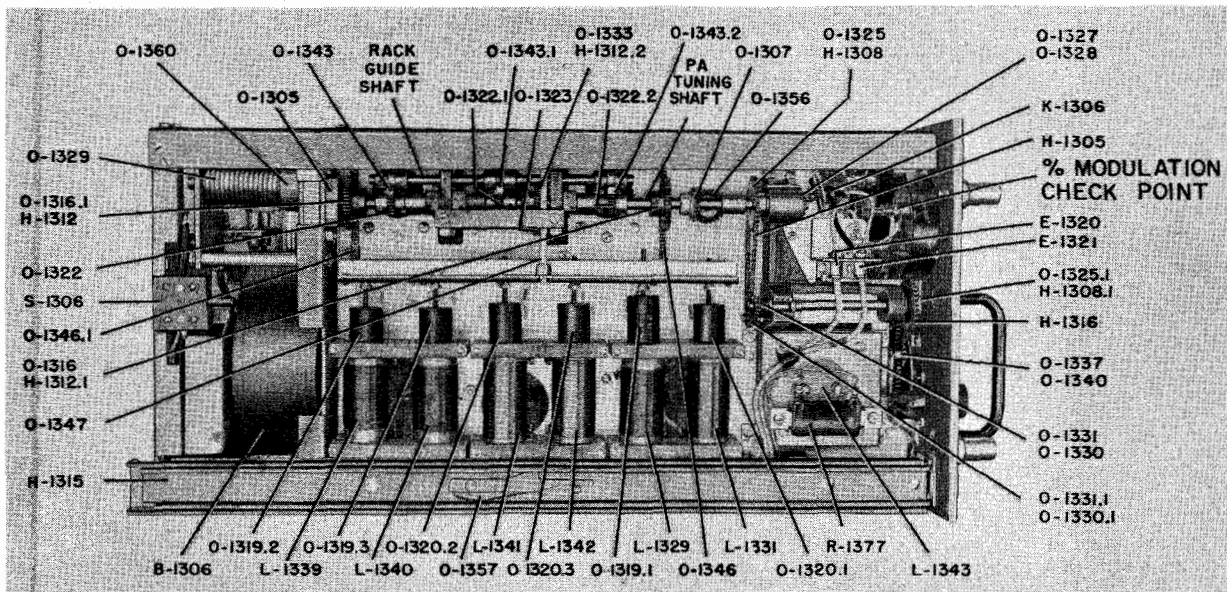 O-1333
O-1343.2
O-1325
O-1327
O-1360
O-1343
RACK
GUIDE
SHAFT
O-1343.1
H-1312.2
PA
TUNING
SHAFT
O-1307
H-1308
O-1328
O-1305
O-1322.1
O-1323
O-1322.2
O-1356
K-1306
H-1305
% MODULATION
CHECK POINT
O-1329
O-1316.1
H-1312
E-1320
E-1321
O-1322
O-1325.1
H-1308.1
S-1306
O-1346.1
H-1316
O-1316
H-1312.1
O-1337
O-1340
O-1347
O-1331
O-1330
H-1315
O-1331.1
O-1330.1
O-1319.2
O-1319.3
O-1320.2
L-1341
L-1342
L-1329
L-1331
R-1377
B-1306
L-1339
L-1340
O-1357
O-1320.3
O-1319.1
O-1346
O-1320.1
L-1343